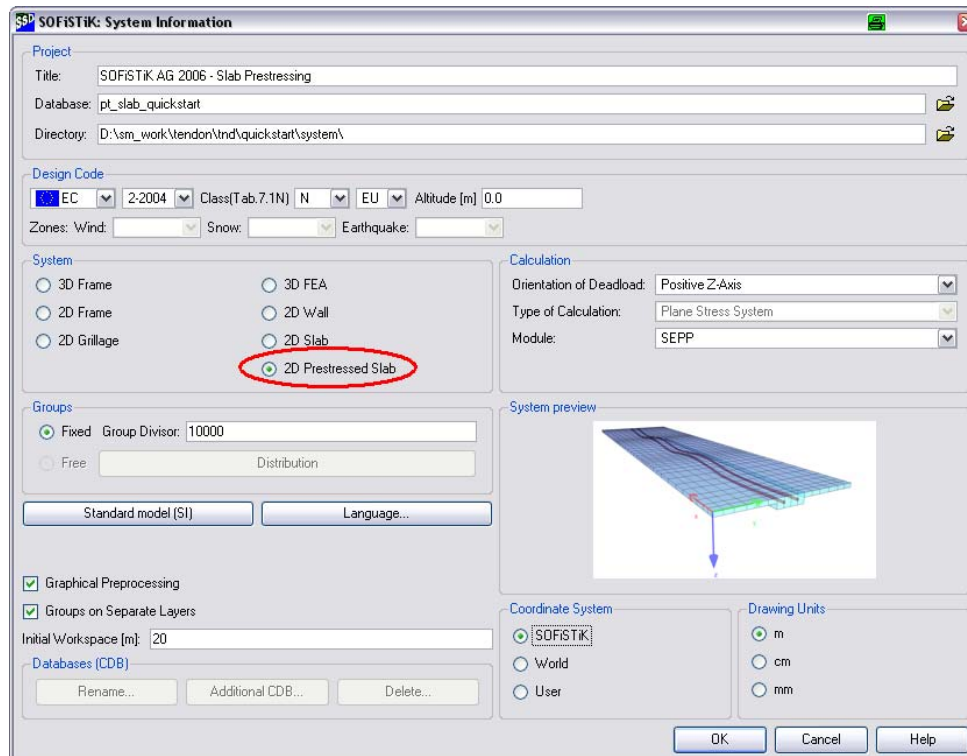 SOFiSTiK: System Information
Project
Title: SOFiSTiK AG 2006 - Slab Prestressing
Database: pt_slab_quickstart
Directory: D:\sm_work\tendon\tnd\quickstart\system\
Design Code
EC 2-2004 Class(Tab.7.1N) N EU Altitude [m] 0.0
Zones: Wind: Snow: Earthquake:
System
3D Frame 3D FEA
2D Frame 2D Wall
2D Grillage 2D Slab
2D Prestressed Slab
Calculation
Orientation of Deadload: Positive Z-Axis
Type of Calculation: Plane Stress System
Module: SEPP
Groups
Fixed Group Divisor: 10000
Free Distribution
System preview
Standard model (SI) Language...
Graphical Preprocessing
Groups on Separate Layers
Initial Workspace [m]: 20
Databases (CDB)
Rename... Additional CDB... Delete...
Coordinate System
SOFiSTiK
World
User
Drawing Units
m
cm
mm
OK Cancel Help